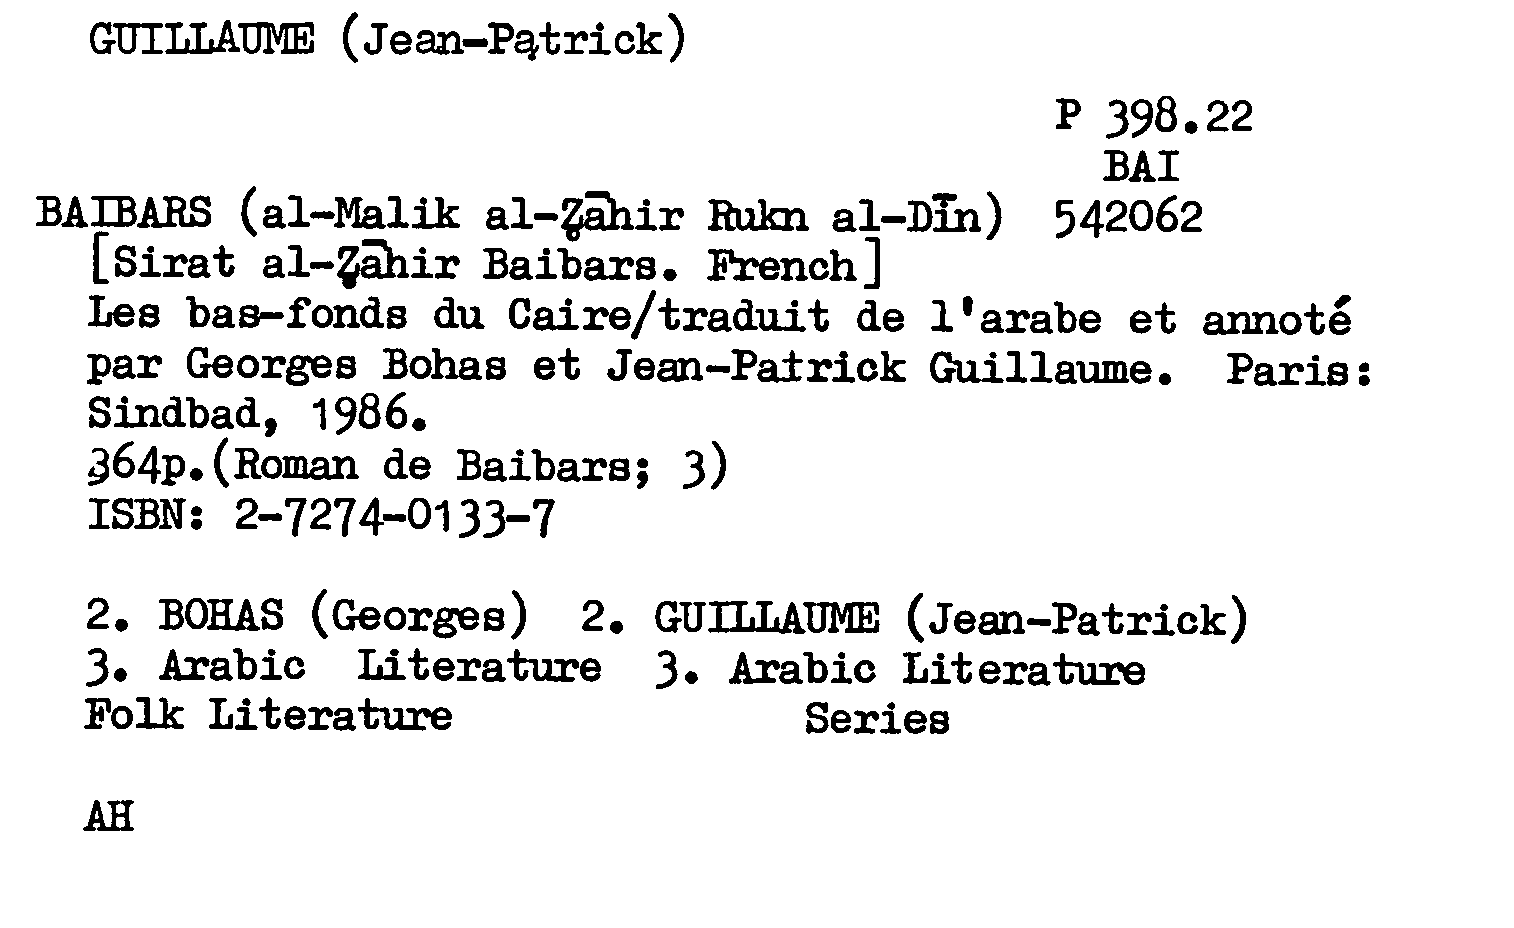 GUILLAUME (Jean-Patrick)
P 398.22
BAI
BAIBARS (al-Malik al-Ẓāhir Rukn al-Dīn) 542062
[Sirat al-Ẓāhir Baibars. French]
Les bas-fonds du Caire/traduit de l'arabe et annoté
par Georges Bohas et Jean-Patrick Guillaume. Paris:
Sindbad, 1986.
364p.(Roman de Baibars; 3)
ISBN: 2-7274-0133-7
2. BOHAS (Georges) 2. GUILLAUME (Jean-Patrick)
3. Arabic Literature 3. Arabic Literature
Folk Literature Series
AH